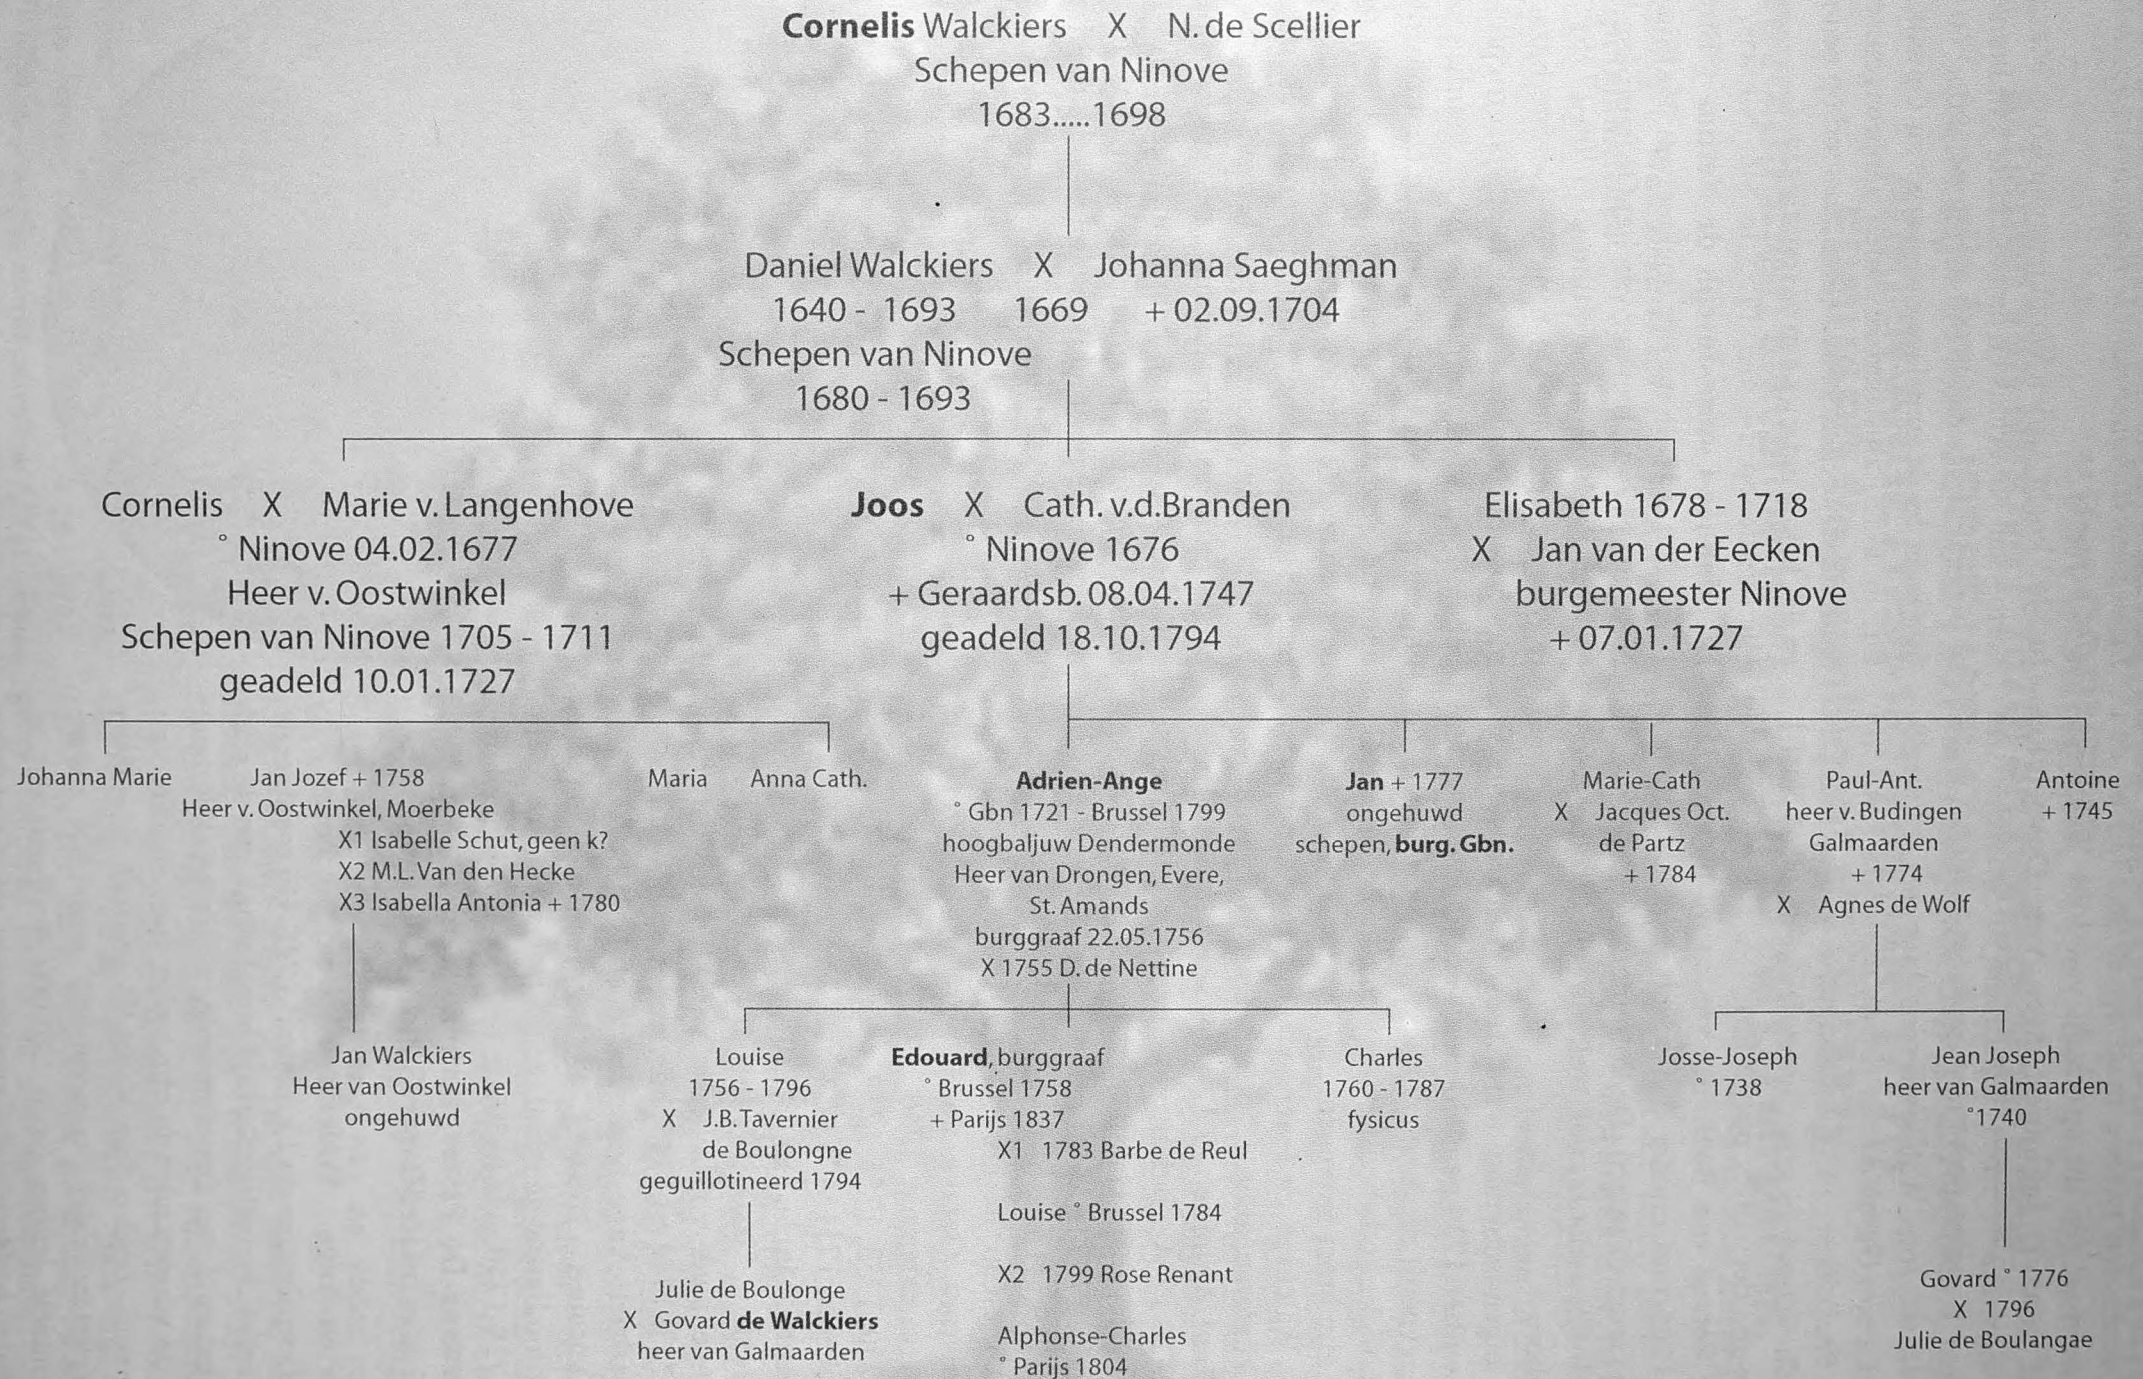 Cornelis Walckiers X N. de Scellier
Schepen van Ninove
1683.....1698
Daniel Walckiers X Johanna Saeghman
1640 - 1693 1669 + 02.09.1704
Schepen van Ninove
1680 - 1693
Cornelis X Marie v. Langenhove
° Ninove 04.02.1677
Heer v. Oostwinkel
Schepen van Ninove 1705 - 1711
geadeld 10.01.1727
Joos X Cath. v.d.Branden
° Ninove 1676
+ Geraardsb. 08.04.1747
geadeld 18.10.1794
Elisabeth 1678 - 1718
X Jan van der Eecken
burgemeester Ninove
+ 07.01.1727
Johanna Marie
Jan Jozef + 1758
Heer v. Oostwinkel, Moerbeke
X1 Isabelle Schut, geen k?
X2 M.L. Van den Hecke
X3 Isabella Antonia + 1780
Maria
Anna Cath.
Adrien-Ange
° Gbn 1721 - Brussel 1799
hoogbaljuw Dendermonde
Heer van Drongen, Evere,
St. Amands
burggraaf 22.05.1756
X 1755 D. de Nettine
Jan + 1777
ongehuwd
schepen, burg. Gbn.
Marie-Cath
X Jacques Oct.
de Partz
+ 1784
Paul-Ant.
heer v. Budingen
Galmaarden
+ 1774
X Agnes de Wolf
Antoine
+ 1745
Jan Walckiers
Heer van Oostwinkel
ongehuwd
Louise
1756 - 1796
X J.B. Tavernier
de Boulongne
geguillotineerd 1794
Julie de Boulonge
X Govard de Walckiers
heer van Galmaarden
Edouard, burggraaf
° Brussel 1758
+ Parijs 1837
X1 1783 Barbe de Reul
Louise ° Brussel 1784
X2 1799 Rose Renant
Alphonse-Charles
° Parijs 1804
Charles
1760 - 1787
fysicus
Josse-Joseph
° 1738
Jean Joseph
heer van Galmaarden
°1740
Govard ° 1776
X 1796
Julie de Boulangae